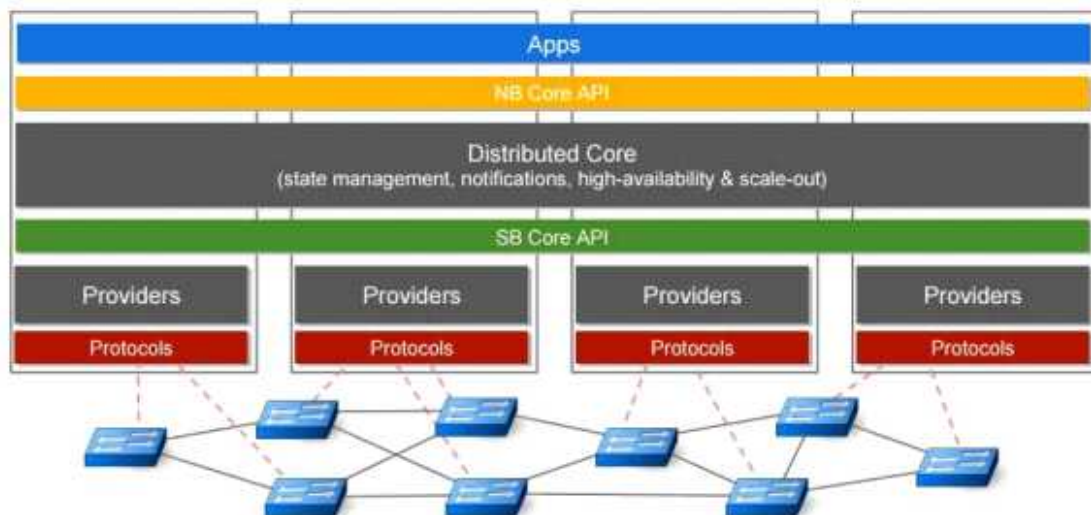 Apps
NB Core API
Distributed Core
(state management, notifications, high-availability & scale-out)
SB Core API
Providers Providers Providers Providers
Protocols Protocols Protocols Protocols